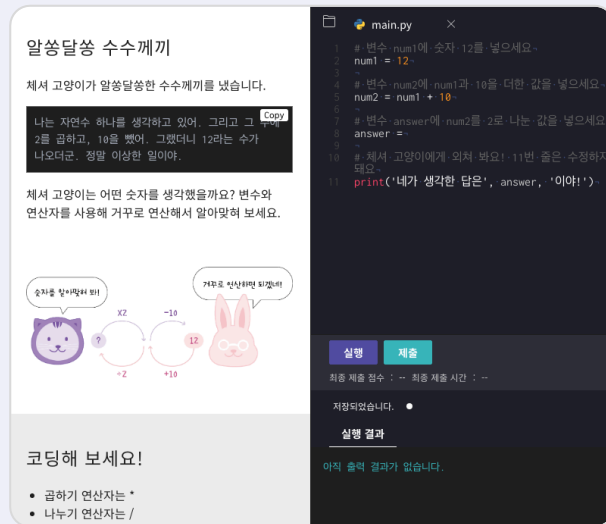 알쏭달쏭 수수께끼
체셔 고양이가 알쏭달쏭한 수수께끼를 냈습니다.
Copy
나는 자연수 하나를 생각하고 있어. 그리고 그 수에
2를 곱하고, 10을 뺐어. 그랬더니 12라는 수가
나오더군. 정말 이상한 일이야.
체셔 고양이는 어떤 숫자를 생각했을까요? 변수와
연산자를 사용해 거꾸로 연산해서 알아맞혀 보세요.
숫자를 알아맞혀 봐!
거꾸로 연산하면 되겠네!
X2
-10
?
12
÷2
+10
코딩해 보세요!
• 곱하기 연산자는 *
• 나누기 연산자는 /
main.py ×
1 # 변수 num1에 숫자 12를 넣으세요
2 num1 = 12
3
4 # 변수 num2에 num1과 10을 더한 값을 넣으세요
5 num2 = num1 + 10
6
7 # 변수 answer에 num2를 2로 나눈 값을 넣으세요
8 answer =
9
10 # 체셔 고양이에게 외쳐 봐요! 11번 줄은 수정하지
돼요
11 print('네가 생각한 답은', answer, '이야!')
실행
제출
최종 제출 점수 : -- 최종 제출 시간 : --
저장되었습니다.
실행 결과
아직 출력 결과가 없습니다.